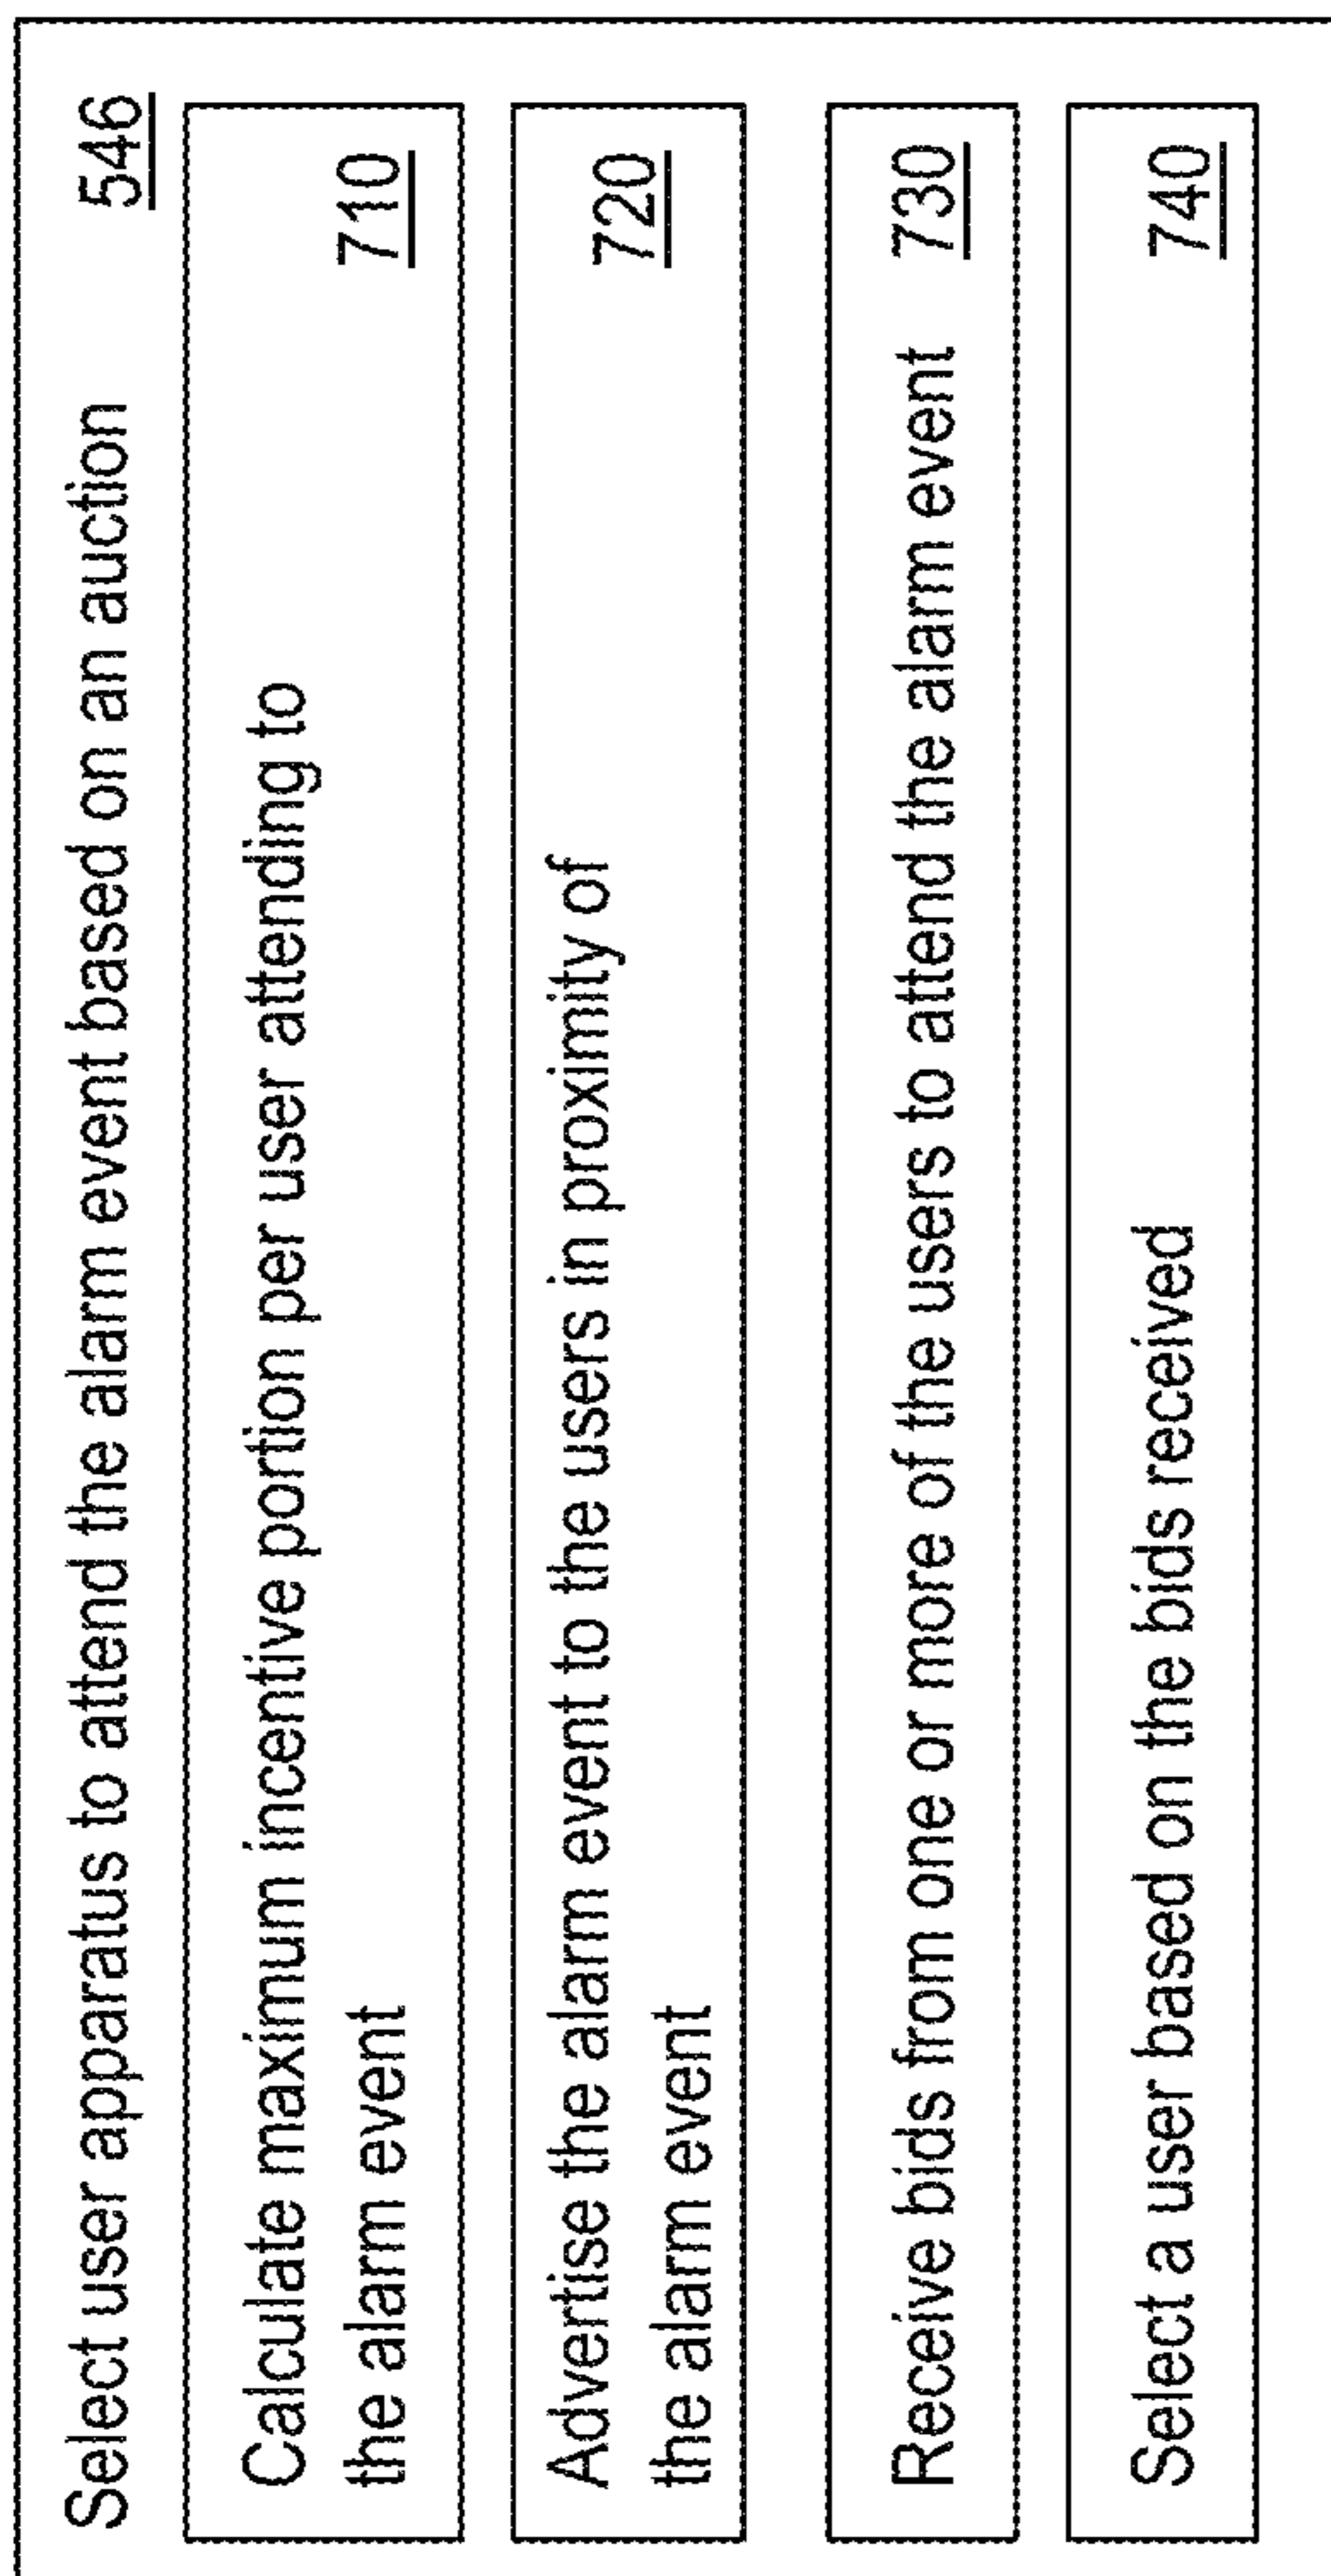 Select user apparatus to attend the alarm event based on an auction 546
Calculate maximum incentive portion per user attending to
the alarm event 710
Advertise the alarm event to the users in proximity of
the alarm event 720
Receive bids from one or more of the users to attend the alarm event 730
Select a user based on the bids received 740